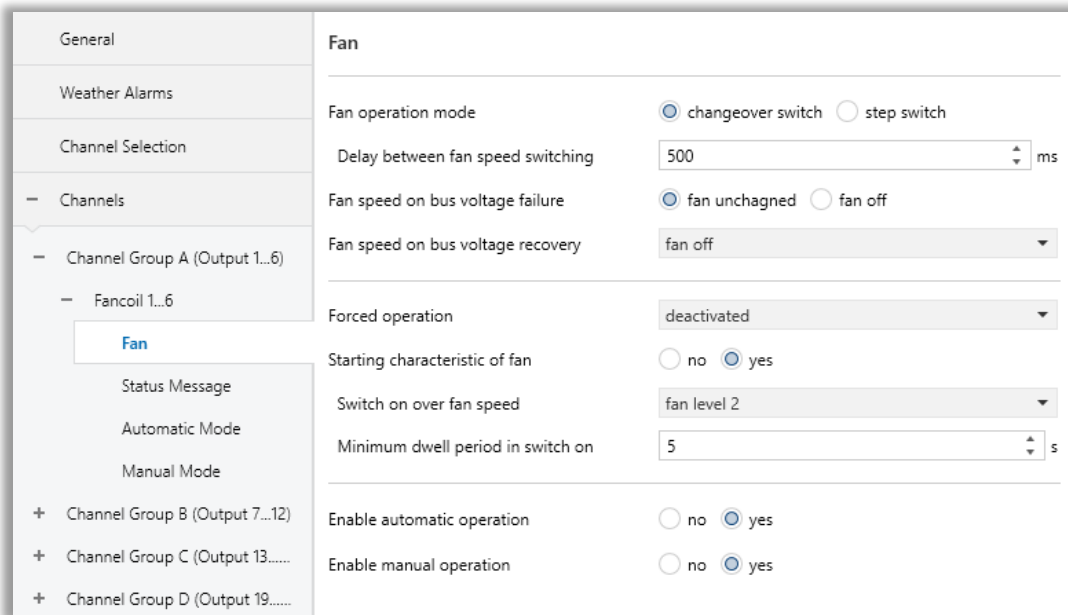 General
Weather Alarms
Channel Selection
− Channels
− Channel Group A (Output 1...6)
− Fancoil 1...6
Fan
Status Message
Automatic Mode
Manual Mode
+ Channel Group B (Output 7...12)
+ Channel Group C (Output 13......
+ Channel Group D (Output 19......
Fan
Fan operation mode changeover switch step switch
Delay between fan speed switching 500 ms
Fan speed on bus voltage failure fan unchagned fan off
Fan speed on bus voltage recovery fan off
Forced operation deactivated
Starting characteristic of fan no yes
Switch on over fan speed fan level 2
Minimum dwell period in switch on 5 s
Enable automatic operation no yes
Enable manual operation no yes